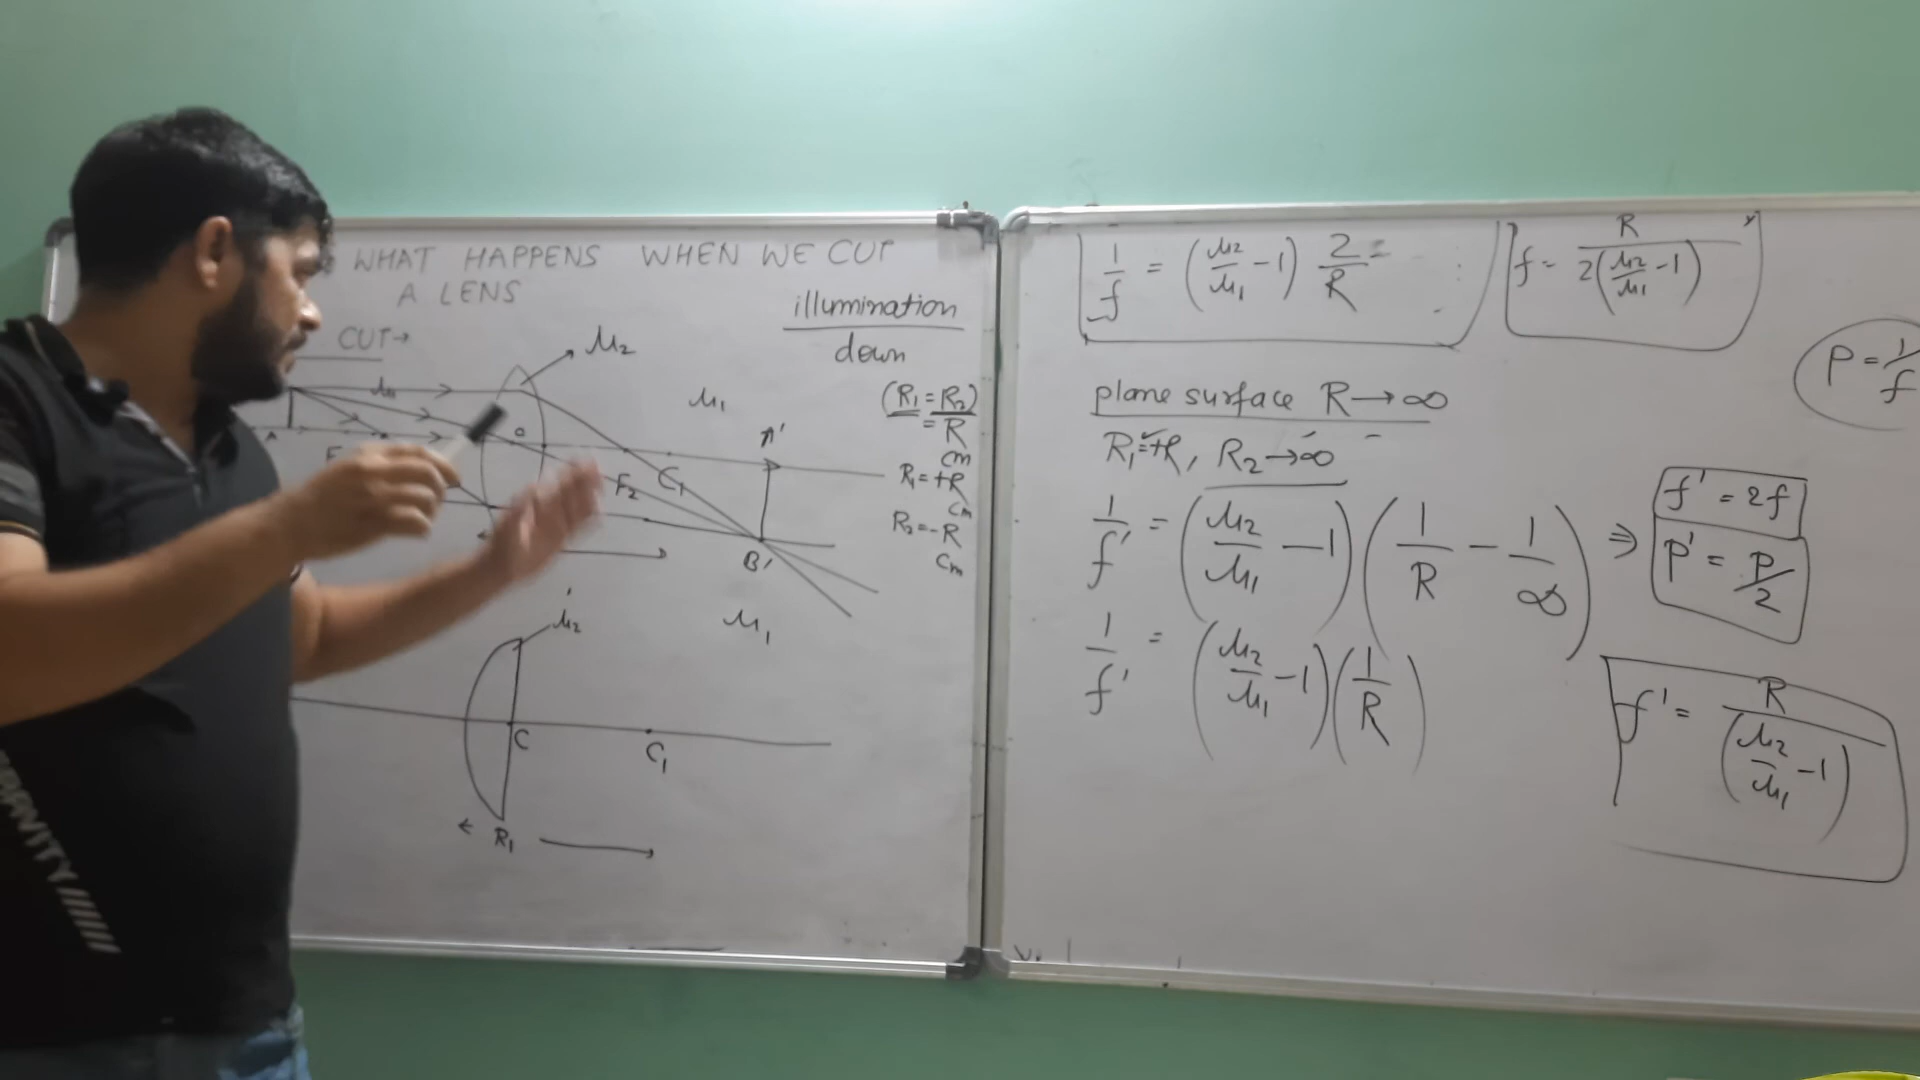 WHAT HAPPENS WHEN WE CUT
A LENS
illumination
down
CUT→
μ2
μ1
μ1
(R1 = R2)
= R
cm
R1 = +R
cm
R2 = -R
cm
A
F
O
F2
C1
A'
B'
μ2
μ1
C
C1
R1
1/f = (μ2/μ1 - 1) 2/R =
f = R/2(μ2/μ1 - 1)
P = 1/f
plane surface R→∞
R1 = +R, R2→∞
1/f' = (μ2/μ1 - 1)(1/R - 1/∞) ⇒
f' = 2f
P' = P/2
1/f' = (μ2/μ1 - 1)(1/R)
f' = R/(μ2/μ1 - 1)